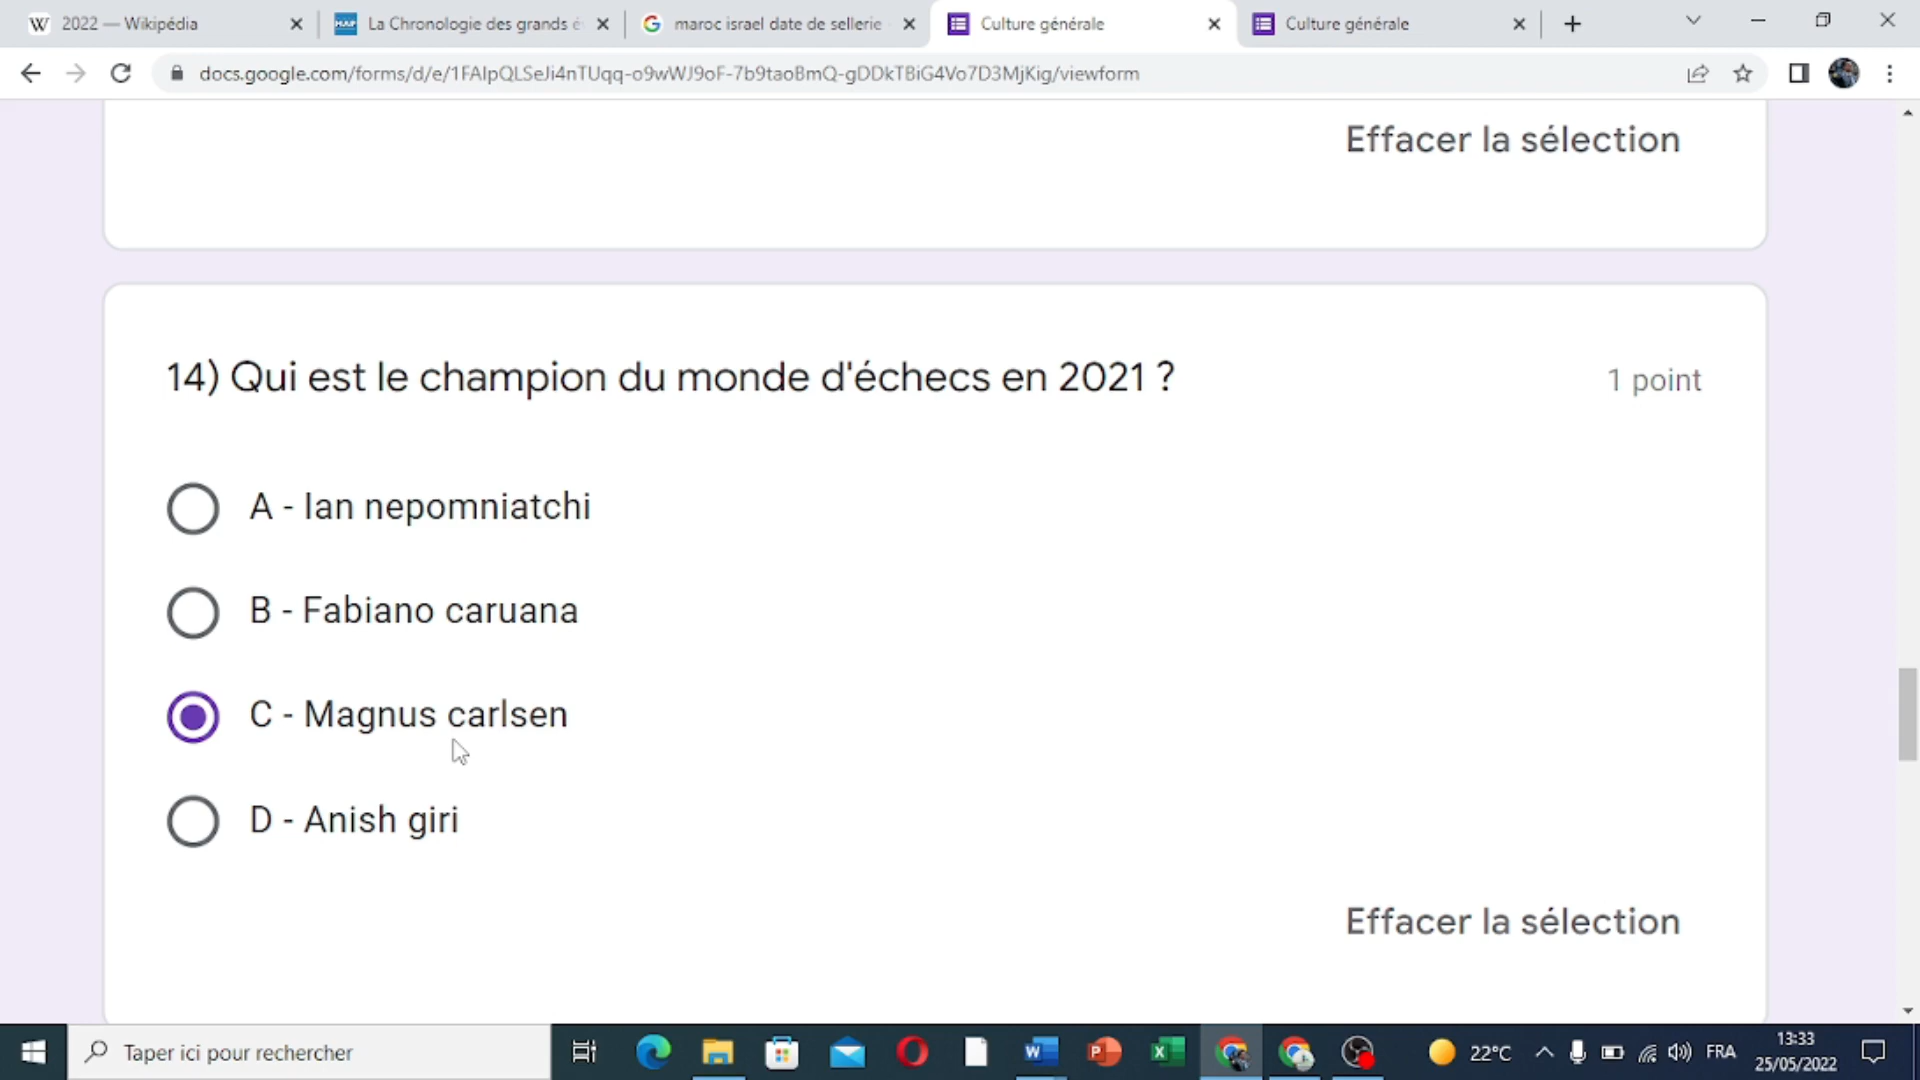 2022 — Wikipédia
MAP
La Chronologie des grands é
maroc israel date de sellerie
Culture générale
Culture générale
docs.google.com/forms/d/e/1FAIpQLSeJi4nTUqq-o9wWJ9oF-7b9taoBmQ-gDDkTBiG4Vo7D3MjKig/viewform
Effacer la sélection
14) Qui est le champion du monde d'échecs en 2021 ?
1 point
A - Ian nepomniatchi
B - Fabiano caruana
C - Magnus carlsen
D - Anish giri
Effacer la sélection
Taper ici pour rechercher
22°C
FRA
13:33
25/05/2022